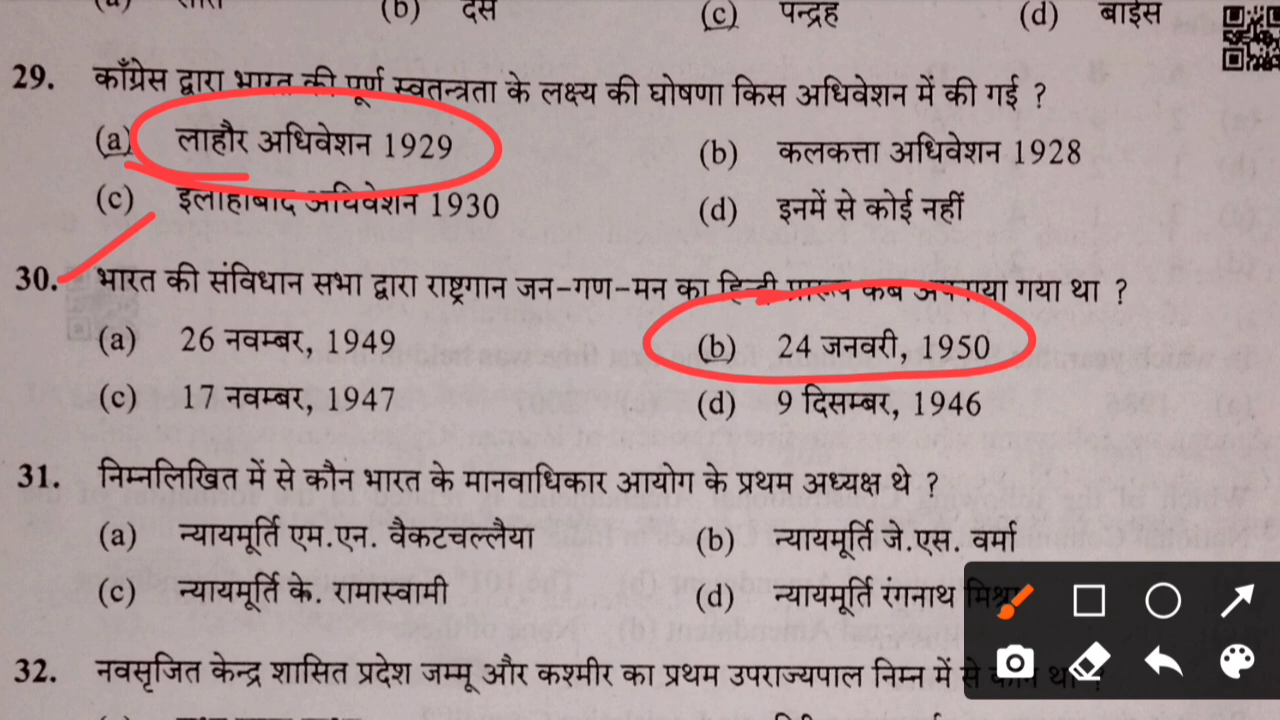 (b) दस (c) पन्द्रह (d) बाईस
29. काँग्रेस द्वारा भारत की पूर्ण स्वतन्त्रता के लक्ष्य की घोषणा किस अधिवेशन में की गई ?
(a) लाहौर अधिवेशन 1929 (b) कलकत्ता अधिवेशन 1928
(c) इलाहाबाद अधिवेशन 1930 (d) इनमें से कोई नहीं
30. भारत की संविधान सभा द्वारा राष्ट्रगान जन-गण-मन का हिन्दी प्रारूप कब अपनाया गया था ?
(a) 26 नवम्बर, 1949 (b) 24 जनवरी, 1950
(c) 17 नवम्बर, 1947 (d) 9 दिसम्बर, 1946
31. निम्नलिखित में से कौन भारत के मानवाधिकार आयोग के प्रथम अध्यक्ष थे ?
(a) न्यायमूर्ति एम.एन. वैकटचल्लैया (b) न्यायमूर्ति जे.एस. वर्मा
(c) न्यायमूर्ति के. रामास्वामी (d) न्यायमूर्ति रंगनाथ मिश्रा
32. नवसृजित केन्द्र शासित प्रदेश जम्मू और कश्मीर का प्रथम उपराज्यपाल निम्न में से कौन था ?